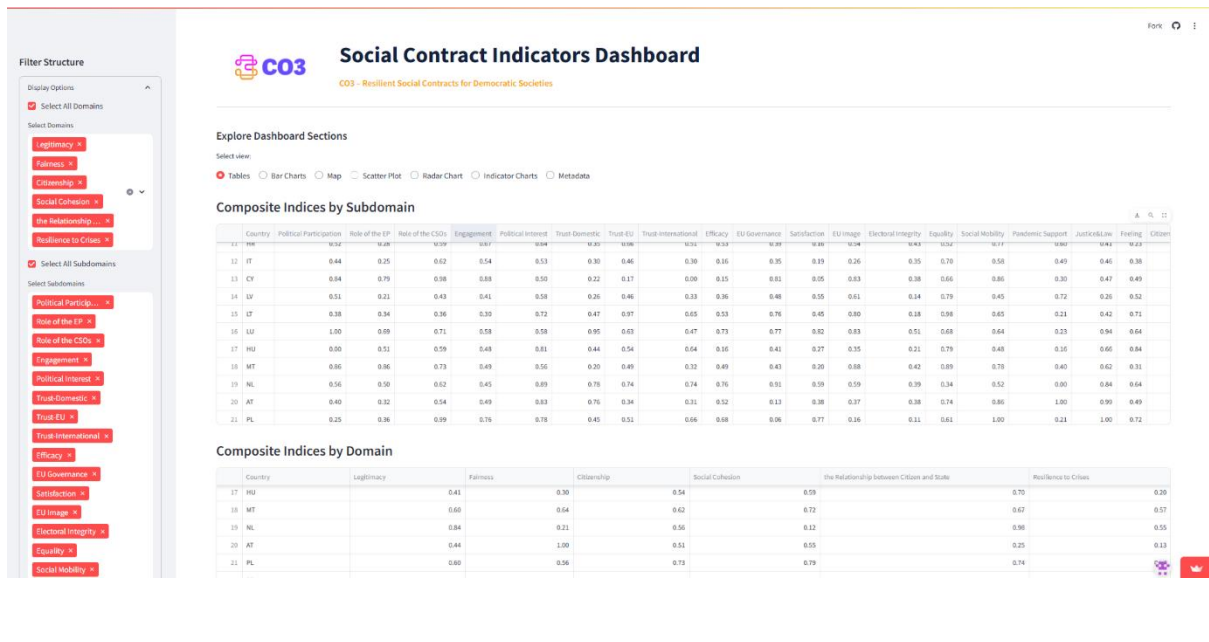 Fork
Filter Structure
Display Options
Select All Domains
Select Domains
Legitimacy ×
Fairness ×
Citizenship ×
Social Cohesion ×
the Relationship ... ×
Resilience to Crises ×
Select All Subdomains
Select Subdomains
Political Particip... ×
Role of the EP ×
Role of the CSOs ×
Engagement ×
Political Interest ×
Trust-Domestic ×
Trust-EU ×
Trust-International ×
Efficacy ×
EU Governance ×
Satisfaction ×
EU Image ×
Electoral Integrity ×
Equality ×
Social Mobility ×
CO3
Social Contract Indicators Dashboard
CO3 - Resilient Social Contracts for Democratic Societies
Explore Dashboard Sections
Select view:
Tables Bar Charts Map Scatter Plot Radar Chart Indicator Charts Metadata
Composite Indices by Subdomain
Country Political Participation Role of the EP Role of the CSOs Engagement Political Interest Trust-Domestic Trust-EU Trust-International Efficacy EU Governance Satisfaction EU Image Electoral Integrity Equality Social Mobility Pandemic Support Justice&Law Feeling Citizen
12 IT 0.44 0.25 0.62 0.54 0.53 0.30 0.46 0.30 0.16 0.35 0.19 0.26 0.35 0.70 0.58 0.49 0.46 0.38
13 CY 0.84 0.79 0.98 0.88 0.50 0.22 0.17 0.00 0.15 0.81 0.05 0.83 0.38 0.66 0.86 0.30 0.47 0.49
14 LV 0.51 0.21 0.43 0.41 0.58 0.26 0.46 0.33 0.36 0.48 0.55 0.61 0.14 0.79 0.45 0.72 0.26 0.52
15 LT 0.38 0.34 0.36 0.30 0.72 0.47 0.97 0.65 0.53 0.76 0.45 0.80 0.18 0.98 0.65 0.21 0.42 0.71
16 LU 1.00 0.69 0.71 0.58 0.58 0.95 0.63 0.47 0.73 0.77 0.82 0.83 0.51 0.68 0.64 0.23 0.94 0.64
17 HU 0.00 0.51 0.59 0.48 0.81 0.44 0.54 0.64 0.16 0.41 0.27 0.35 0.21 0.79 0.48 0.16 0.66 0.84
18 MT 0.86 0.86 0.73 0.49 0.56 0.20 0.49 0.32 0.49 0.43 0.20 0.88 0.42 0.89 0.78 0.40 0.62 0.31
19 NL 0.56 0.50 0.62 0.45 0.89 0.78 0.74 0.74 0.76 0.91 0.59 0.59 0.39 0.34 0.52 0.00 0.84 0.64
20 AT 0.40 0.32 0.54 0.49 0.83 0.76 0.34 0.31 0.52 0.13 0.38 0.37 0.38 0.74 0.86 1.00 0.99 0.49
21 PL 0.25 0.36 0.99 0.76 0.78 0.45 0.51 0.66 0.68 0.06 0.77 0.16 0.11 0.61 1.00 0.21 1.00 0.72
Composite Indices by Domain
Country Legitimacy Fairness Citizenship Social Cohesion the Relationship between Citizen and State Resilience to Crises
17 HU 0.41 0.30 0.54 0.59 0.70 0.20
18 MT 0.60 0.64 0.62 0.72 0.67 0.57
19 NL 0.84 0.21 0.56 0.12 0.98 0.55
20 AT 0.44 1.00 0.51 0.55 0.25 0.13
21 PL 0.60 0.56 0.73 0.79 0.74